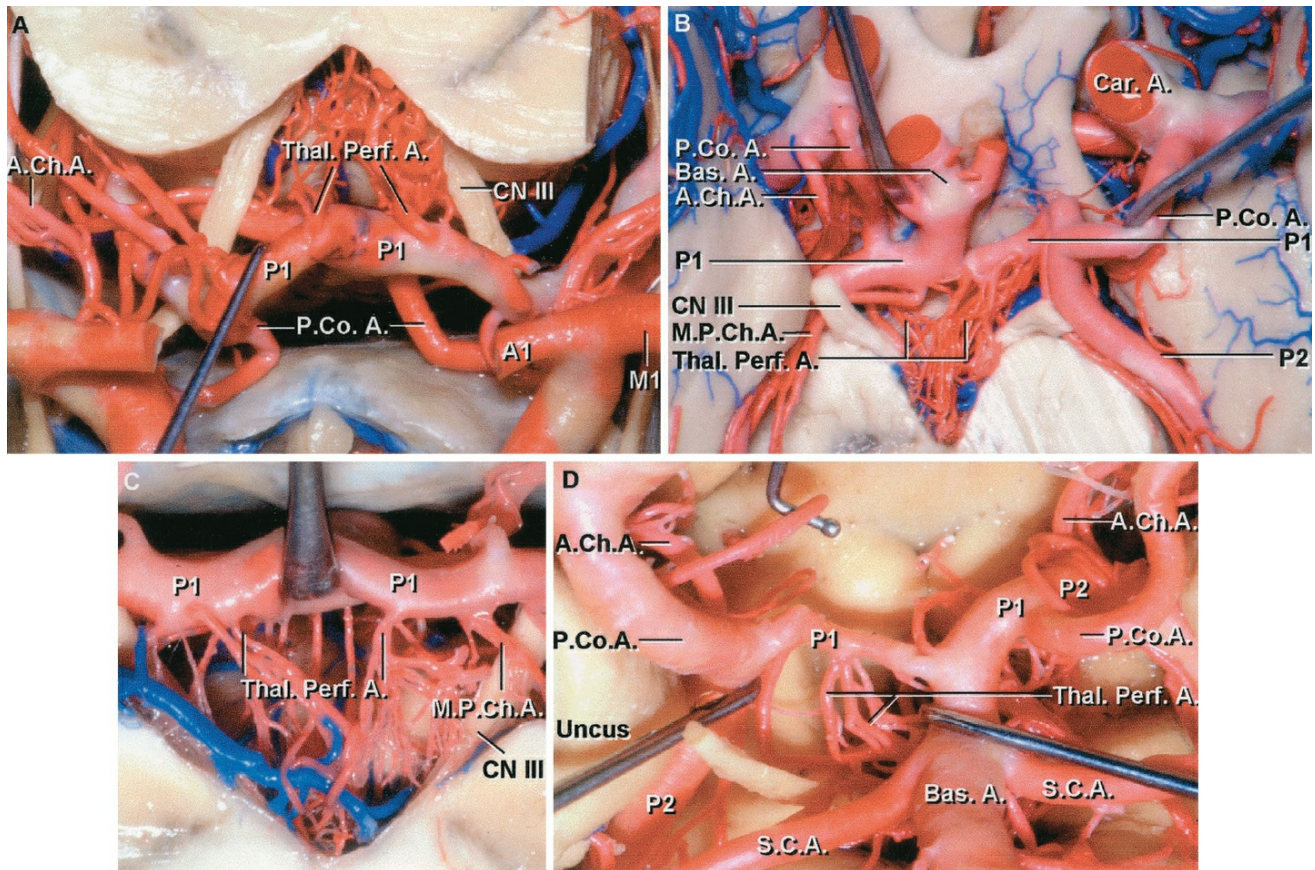 A
A.Ch.A.
Thal. Perf. A.
CN III
P1
P1
P.Co. A.
A1
M1
B
Car. A.
P.Co. A.
Bas. A.
A.Ch.A.
P.Co. A.
P1
P1
CN III
M.P.Ch.A.
Thal. Perf. A.
P2
C
P1
P1
Thal. Perf. A.
M.P.Ch.A.
CN III
D
A.Ch.A.
A.Ch.A.
P2
P1
P.Co.A.
P1
P.Co.A.
Thal. Perf. A.
Uncus
P2
Bas. A.
S.C.A.
S.C.A.